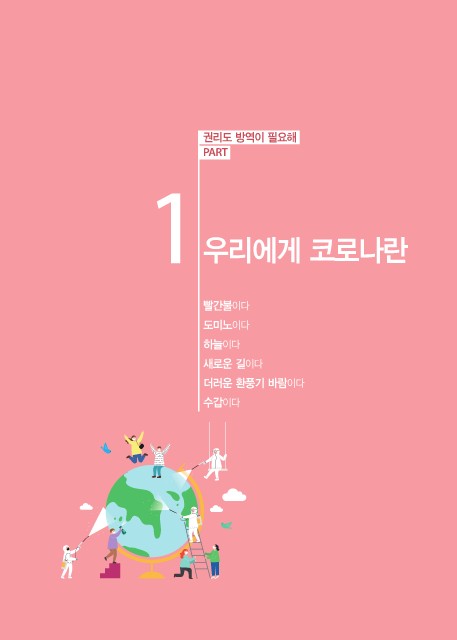 권리도 방역이 필요해
PART
1 우리에게 코로나란
빨간불이다
도미노이다
하늘이다
새로운 길이다
더러운 환풍기 바람이다
수갑이다